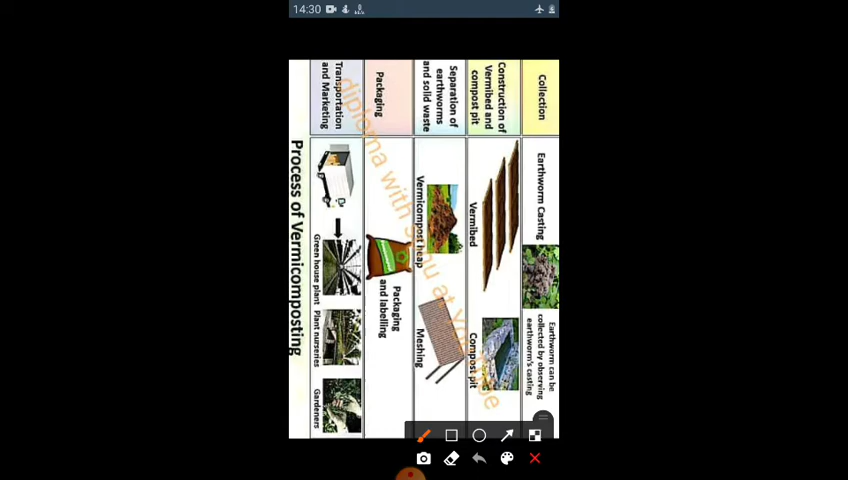 14:30
Collection
Earthworm Casting
Earthworm can be
collected by observing
earthworm's casting
Construction of
Vermibed and
compost pit
Vermibed
Compost pit
Separation of
earthworms
and solid waste
Vermicompost heap
Meshing
Packaging
Packaging
and labelling
Transportation
and Marketing
Green house plant
Plant nurseries
Gardeners
Process of Vermicomposting
diploma with
at YouTube